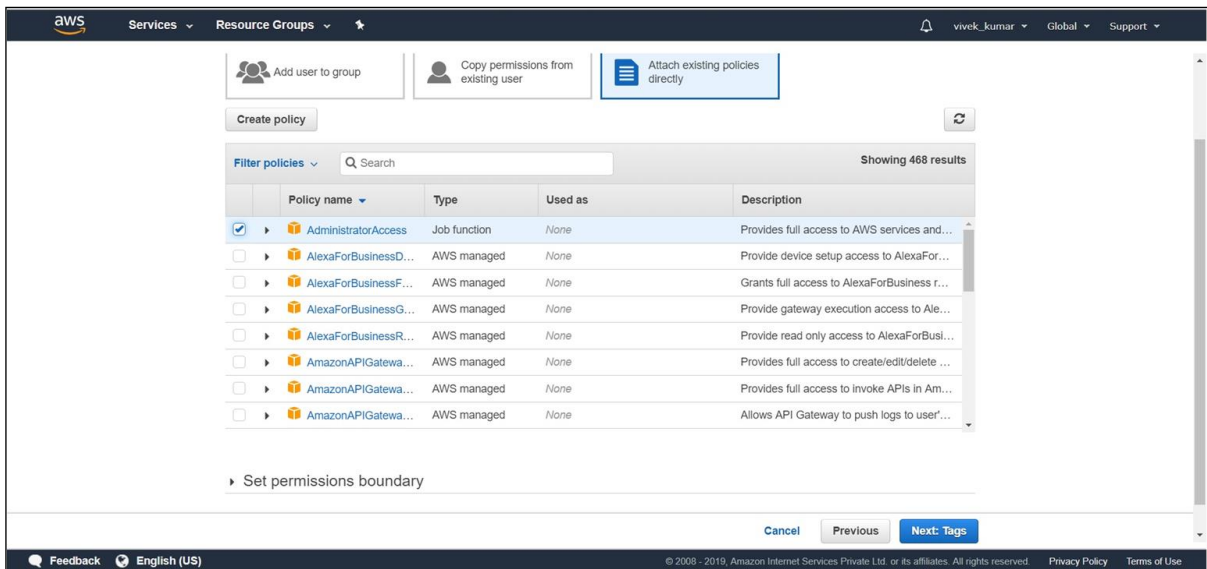 aws Services Resource Groups vivek_kumar Global Support
Add user to group Copy permissions from existing user Attach existing policies directly
Create policy
Filter policies Search Showing 468 results
Policy name Type Used as Description
AdministratorAccess Job function None Provides full access to AWS services and...
AlexaForBusinessD... AWS managed None Provide device setup access to AlexaFor...
AlexaForBusinessF... AWS managed None Grants full access to AlexaForBusiness r...
AlexaForBusinessG... AWS managed None Provide gateway execution access to Ale...
AlexaForBusinessR... AWS managed None Provide read only access to AlexaForBusi...
AmazonAPIGatewa... AWS managed None Provides full access to create/edit/delete ...
AmazonAPIGatewa... AWS managed None Provides full access to invoke APIs in Am...
AmazonAPIGatewa... AWS managed None Allows API Gateway to push logs to user'...
Set permissions boundary
Cancel Previous Next: Tags
Feedback English (US) © 2008 - 2019, Amazon Internet Services Private Ltd. or its affiliates. All rights reserved. Privacy Policy Terms of Use